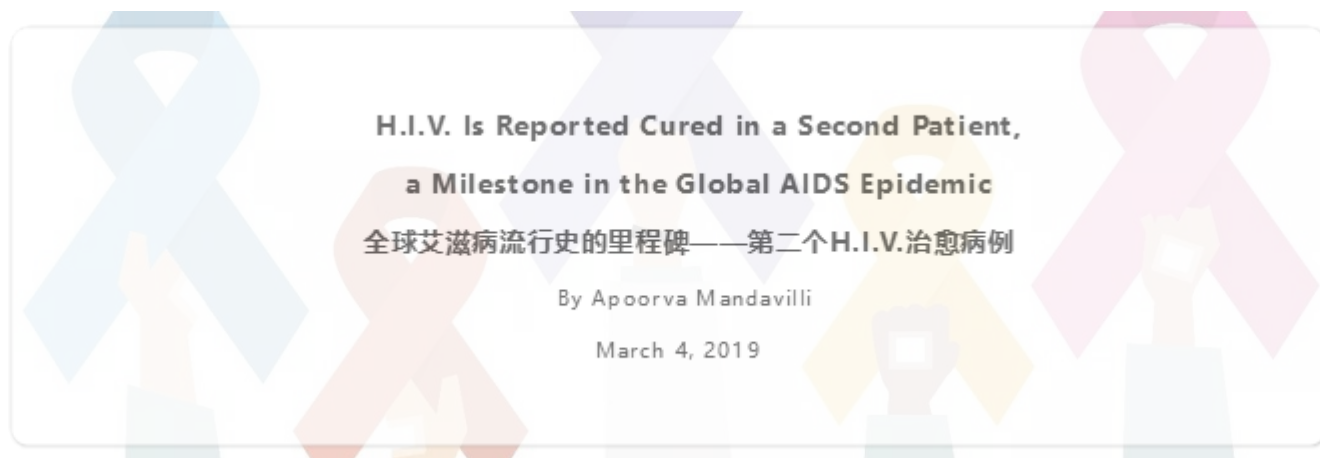 H.I.V. Is Reported Cured in a Second Patient,
a Milestone in the Global AIDS Epidemic
全球艾滋病流行史的里程碑——第二个H.I.V.治愈病例
By Apoorva Mandavilli
March 4, 2019